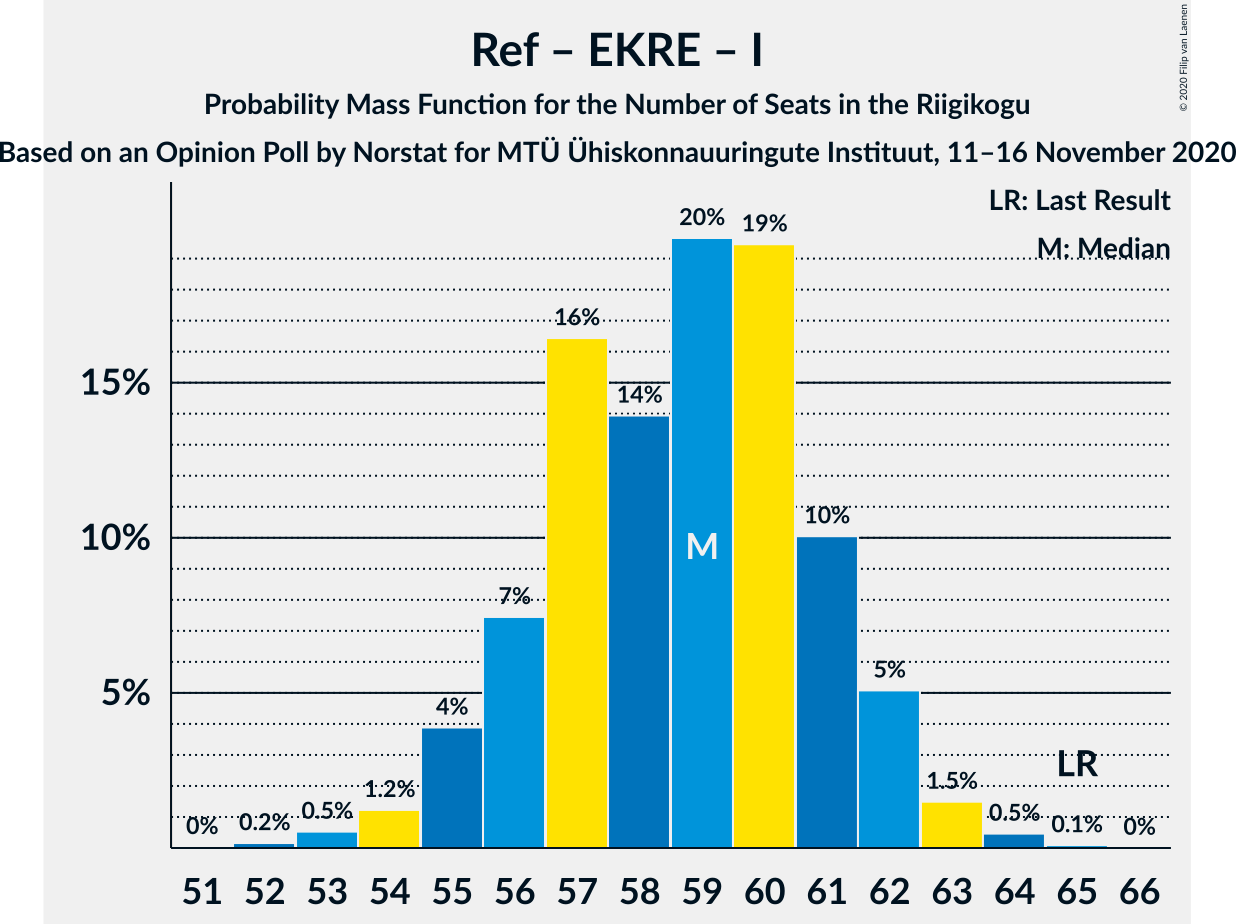 Ref – EKRE – I
Probability Mass Function for the Number of Seats in the Riigikogu
Based on an Opinion Poll by Norstat for MTÜ Ühiskonnauuringute Instituut, 11–16 November 2020
© 2020 Filip van Laenen
LR: Last Result
M: Median
20%
19%
16%
15%
14%
10%
10%
M
7%
5%
5%
4%
LR
1.2%
1.5%
0%
0.2%
0.5%
0.5%
0.1%
0%
51 52 53 54 55 56 57 58 59 60 61 62 63 64 65 66